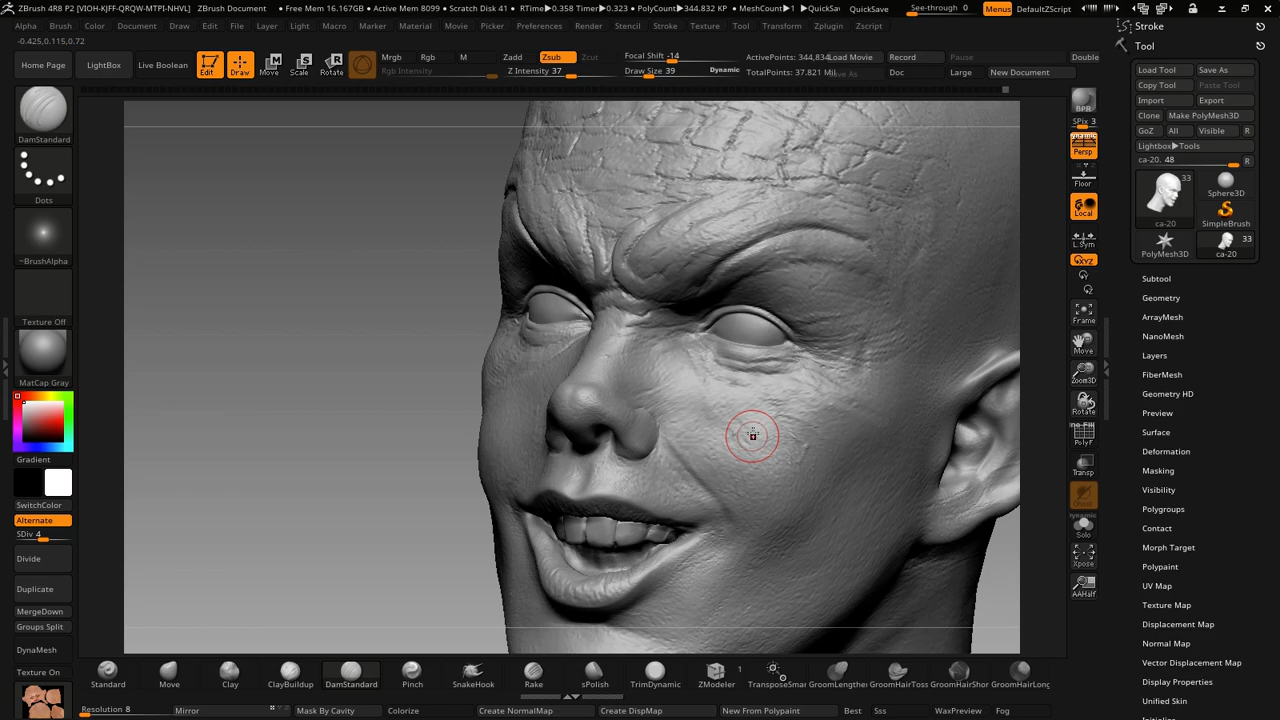 ZBrush 4R8 P2 [VIOH-KJFF-QRQW-MTPI-NHVL] ZBrush Document • Free Mem 16.167GB • Active Mem 8099 • Scratch Disk 41 • RTime▶0.358 Timer▶0.323 • PolyCount▶344.832 KP • MeshCount▶1 ▶QuickSa QuickSave See-through 0 Menus DefaultZScript
Alpha Brush Color Document Draw Edit File Layer Light Macro Marker Material Movie Picker Preferences Render Stencil Stroke Texture Tool Transform Zplugin Zscript
-0.425,0.115,0.72
Stroke
Tool
Home Page LightBox Live Boolean
Edit Draw Move Scale Rotate
Mrgb Rgb M
Rgb Intensity
Zadd Zsub Zcut
Z Intensity 37
Focal Shift -14
Draw Size 39 Dynamic
ActivePoints: 344,834
TotalPoints: 37.821 Mil
Load Movie Record Pause Double
Save As Doc Large New Document
DamStandard
Dots
~BrushAlpha
Texture Off
MatCap Gray
Gradient
SwitchColor
Alternate
SDiv 4
Divide
Duplicate
MergeDown
Groups Split
DynaMesh
Texture On
BPR
SPix 3
Persp
Floor
Local
L.Sym
XYZ
Frame
Move
Zoom3D
Rotate
PolyF
Transp
Dynamic
Solo
Xpose
AAHalf
Load Tool Save As
Copy Tool Paste Tool
Import Export
Clone Make PolyMesh3D
GoZ All Visible R
Lightbox▶Tools
ca-20. 48 R
33
ca-20
Sphere3D
SimpleBrush
PolyMesh3D
33
ca-20
Subtool
Geometry
ArrayMesh
NanoMesh
Layers
FiberMesh
Geometry HD
Preview
Surface
Deformation
Masking
Visibility
Polygroups
Contact
Morph Target
Polypaint
UV Map
Texture Map
Displacement Map
Normal Map
Vector Displacement Map
Display Properties
Unified Skin
Standard Move Clay ClayBuildup DamStandard Pinch SnakeHook Rake sPolish TrimDynamic ZModeler 1 TransposeSmar GroomLengthe GroomHairToss GroomHairShor GroomHairLong
Resolution 8 Mirror Mask By Cavity Colorize Create NormalMap Create DispMap New From Polypaint Best Sss WaxPreview Fog